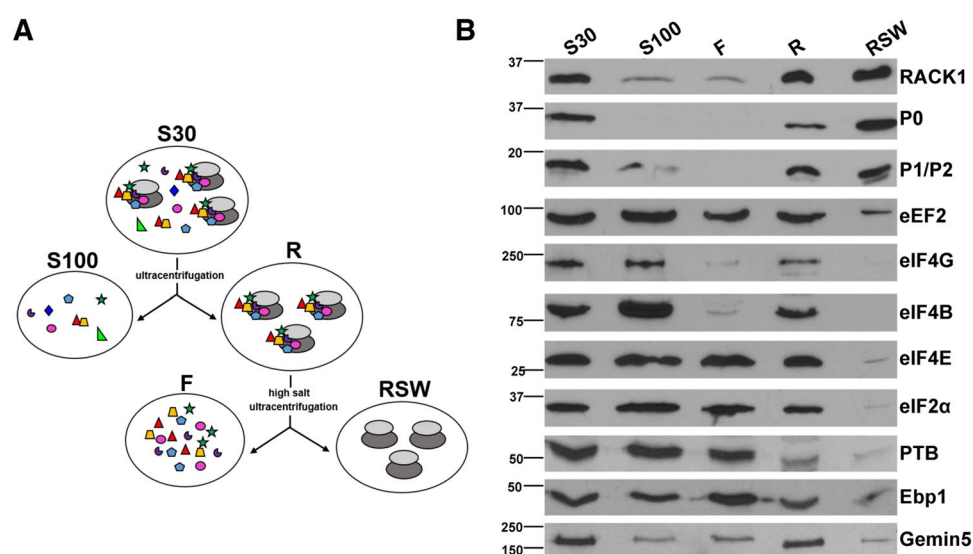 A
S30
S100
ultracentrifugation
R
F
high salt
ultracentrifugation
RSW
B
S30 S100 F R RSW
37 RACK1
37 P0
20 P1/P2
100 eEF2
250 eIF4G
75 eIF4B
25 eIF4E
37 eIF2α
50 PTB
50 Ebp1
250 Gemin5
150